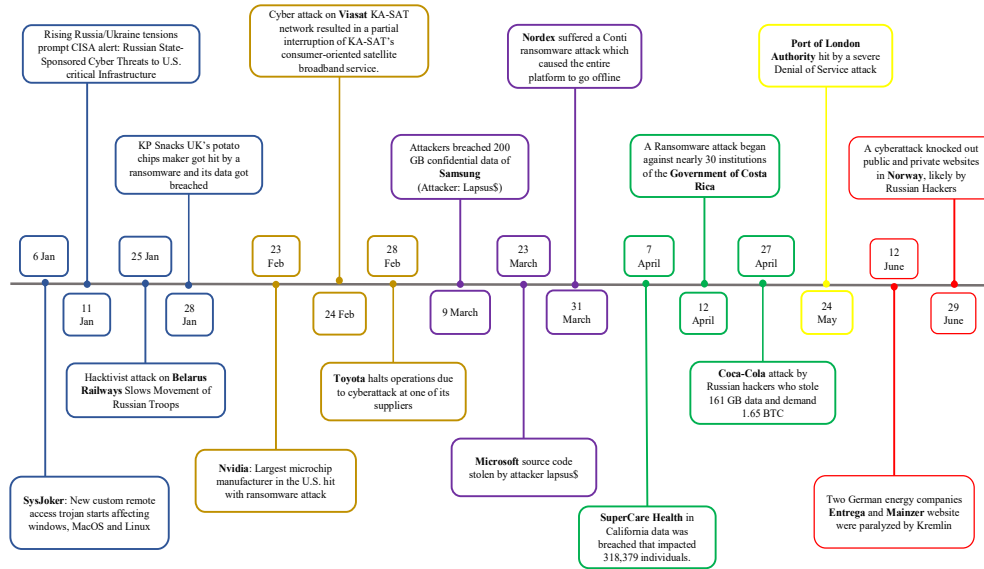 Rising Russia/Ukraine tensions
prompt CISA alert: Russian State-
Sponsored Cyber Threats to U.S.
critical Infrastructure
Cyber attack on Viasat KA-SAT
network resulted in a partial
interruption of KA-SAT's
consumer-oriented satellite
broadband service.
Nordex suffered a Conti
ransomware attack which
caused the entire
platform to go offline
Port of London
Authority hit by a severe
Denial of Service attack
KP Snacks UK's potato
chips maker got hit by a
ransomware and its data got
breached
Attackers breached 200
GB confidential data of
Samsung
(Attacker: Lapsus$)
A Ransomware attack began
against nearly 30 institutions
of the Government of Costa
Rica
A cyberattack knocked out
public and private websites
in Norway, likely by
Russian Hackers
6 Jan
25 Jan
23
Feb
28
Feb
23
March
7
April
27
April
12
June
11
Jan
28
Jan
24 Feb
9 March
31
March
12
April
24
May
29
June
Hacktivist attack on Belarus
Railways Slows Movement of
Russian Troops
Toyota halts operations due
to cyberattack at one of its
suppliers
Coca-Cola attack by
Russian hackers who stole
161 GB data and demand
1.65 BTC
SysJoker: New custom remote
access trojan starts affecting
windows, MacOS and Linux
Nvidia: Largest microchip
manufacturer in the U.S. hit
with ransomware attack
Microsoft source code
stolen by attacker lapsus$
SuperCare Health in
California data was
breached that impacted
318,379 individuals.
Two German energy companies
Entrega and Mainzer website
were paralyzed by Kremlin